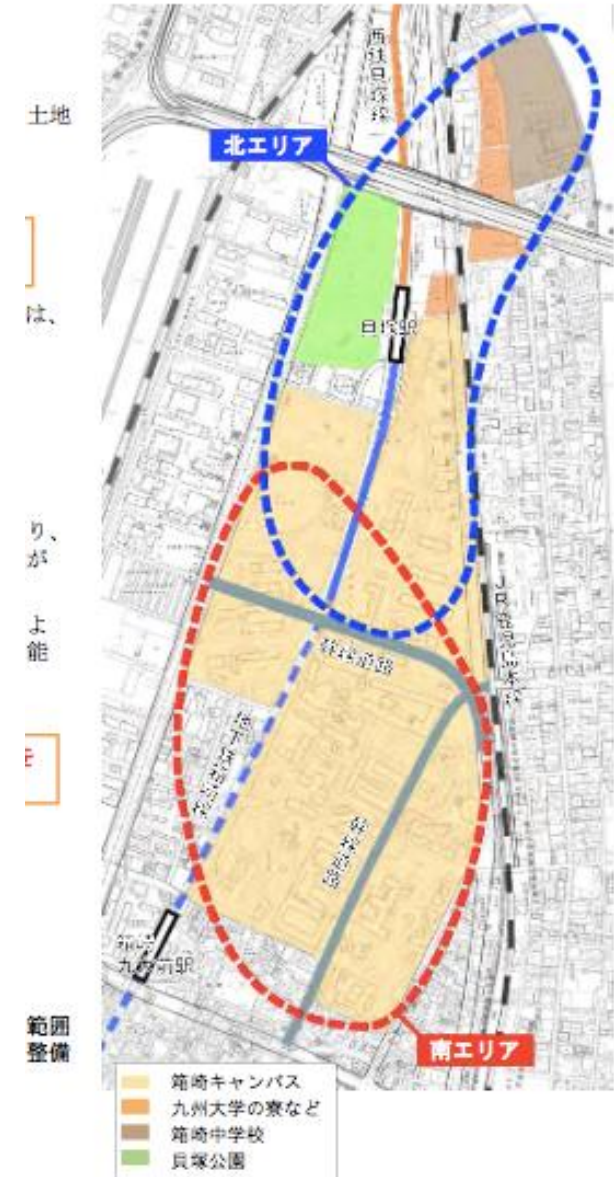 土地
は、
り、
が
よ
能
を
範囲
整備
西鉄貝塚線
北エリア
貝塚駅
JR鹿児島本線
幹線道路
地下鉄箱崎線
幹線道路
箱崎
九大前駅
南エリア
箱崎キャンパス
九州大学の寮など
箱崎中学校
貝塚公園